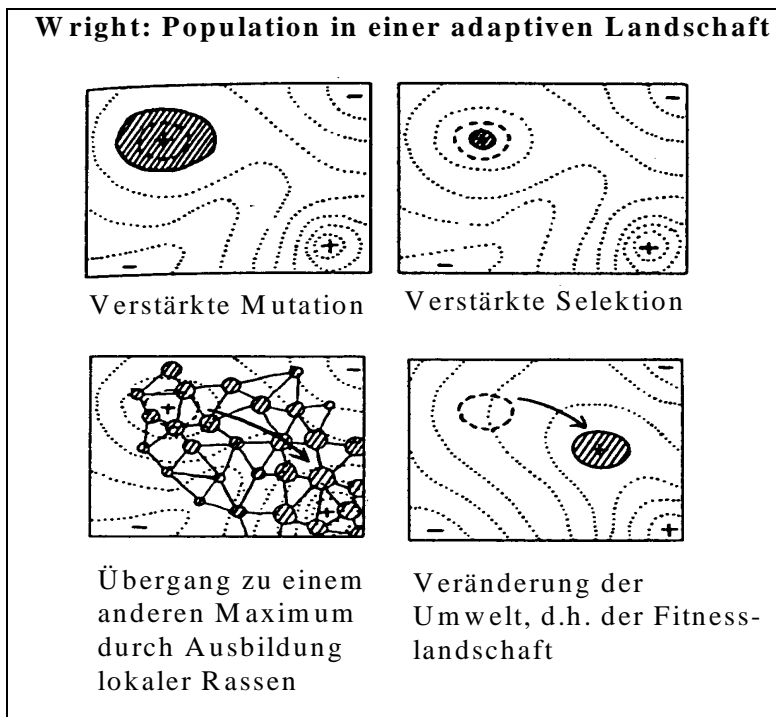 Wright: Population in einer adaptiven Landschaft
Verstärkte Mutation
Verstärkte Selektion
Übergang zu einem
anderen Maximum
durch Ausbildung
lokaler Rassen
Veränderung der
Umwelt, d.h. der Fitness-
landschaft